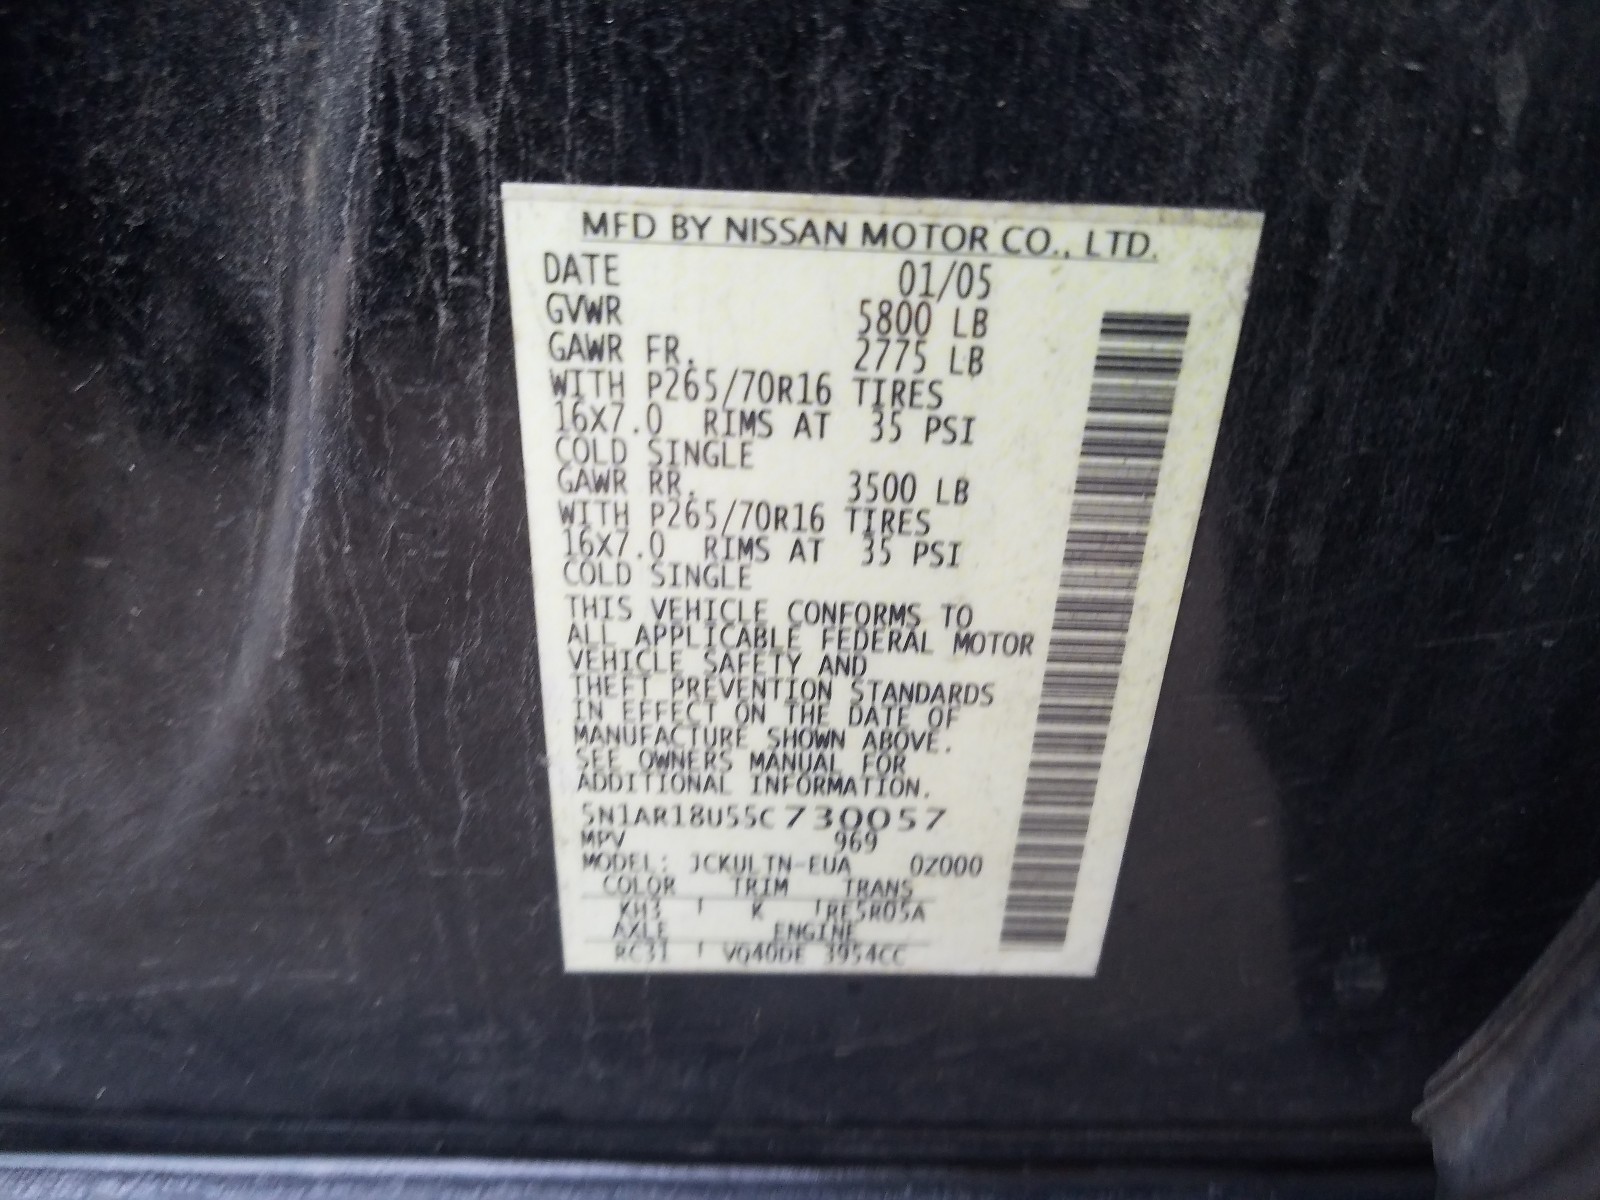 MFD BY NISSAN MOTOR CO., LTD.
DATE 01/05
GVWR 5800 LB
GAWR FR. 2775 LB
WITH P265/70R16 TIRES
16X7.0 RIMS AT 35 PSI
COLD SINGLE
GAWR RR. 3500 LB
WITH P265/70R16 TIRES
16X7.0 RIMS AT 35 PSI
COLD SINGLE
THIS VEHICLE CONFORMS TO
ALL APPLICABLE FEDERAL MOTOR
VEHICLE SAFETY AND
THEFT PREVENTION STANDARDS
IN EFFECT ON THE DATE OF
MANUFACTURE SHOWN ABOVE.
SEE OWNERS MANUAL FOR
ADDITIONAL INFORMATION.
5N1AR18U55C730057
MPV 969
MODEL: JCKULTN-EUA 0Z000
COLOR TRIM TRANS
KH3 K RE5R05A
AXLE ENGINE
RC31 VQ40DE 3954CC